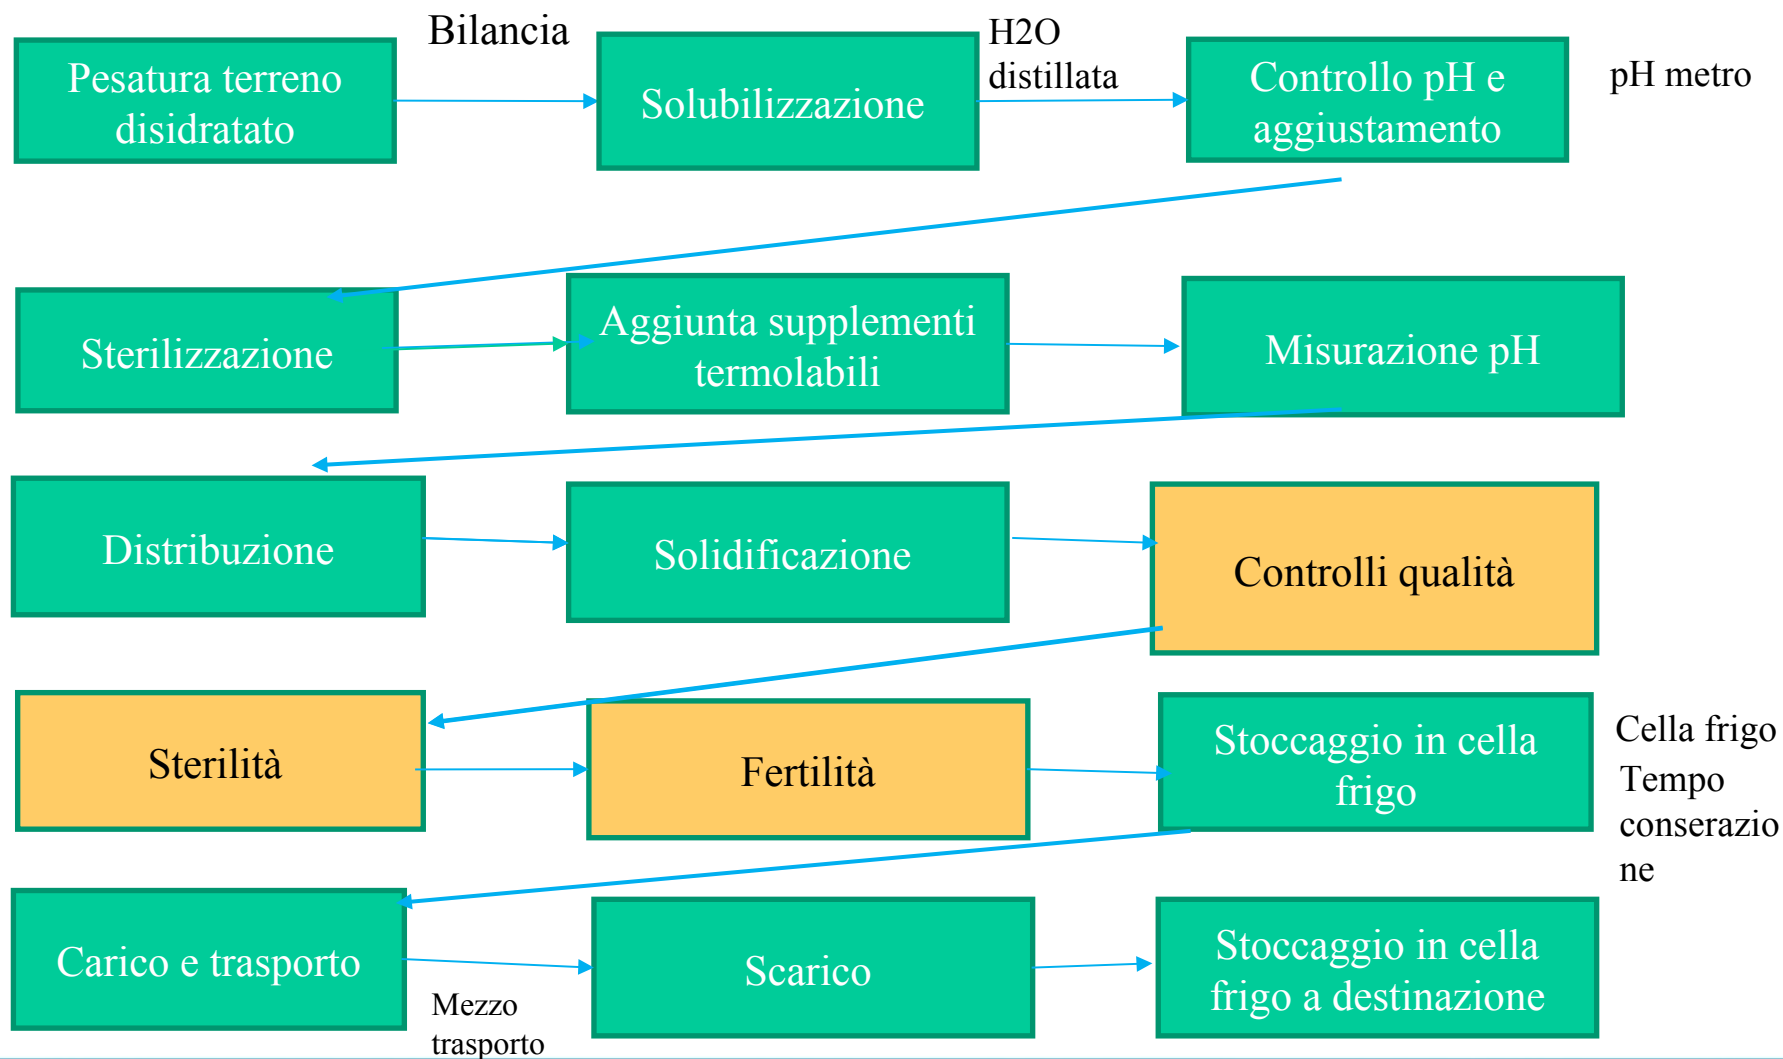 Bilancia
H2O
distillata
Pesatura terreno
disidratato
Solubilizzazione
Controllo pH e
aggiustamento
pH metro
Sterilizzazione
Aggiunta supplementi
termolabili
Misurazione pH
Distribuzione
Solidificazione
Controlli qualità
Sterilità
Fertilità
Stoccaggio in cella
frigo
Cella frigo
Tempo
conserazio
ne
Carico e trasporto
Mezzo
trasporto
Scarico
Stoccaggio in cella
frigo a destinazione